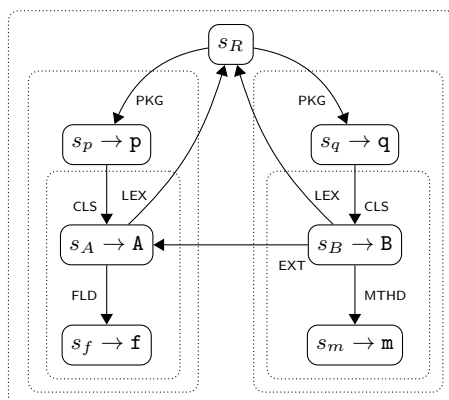 s_R
PKG PKG
s_p → p s_q → q
CLS LEX LEX CLS
s_A → A s_B → B
EXT
FLD MTHD
s_f → f s_m → m